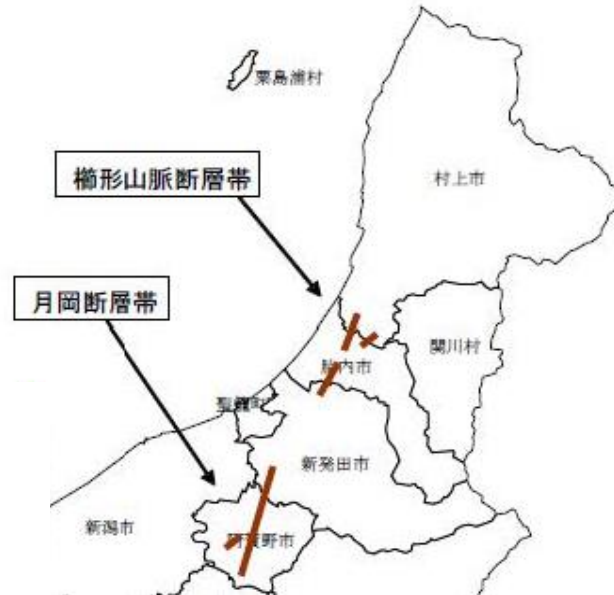 粟島浦村
櫛形山脈断層帯
村上市
月岡断層帯
関川村
胎内市
聖籠町
新発田市
新潟市
阿賀野市